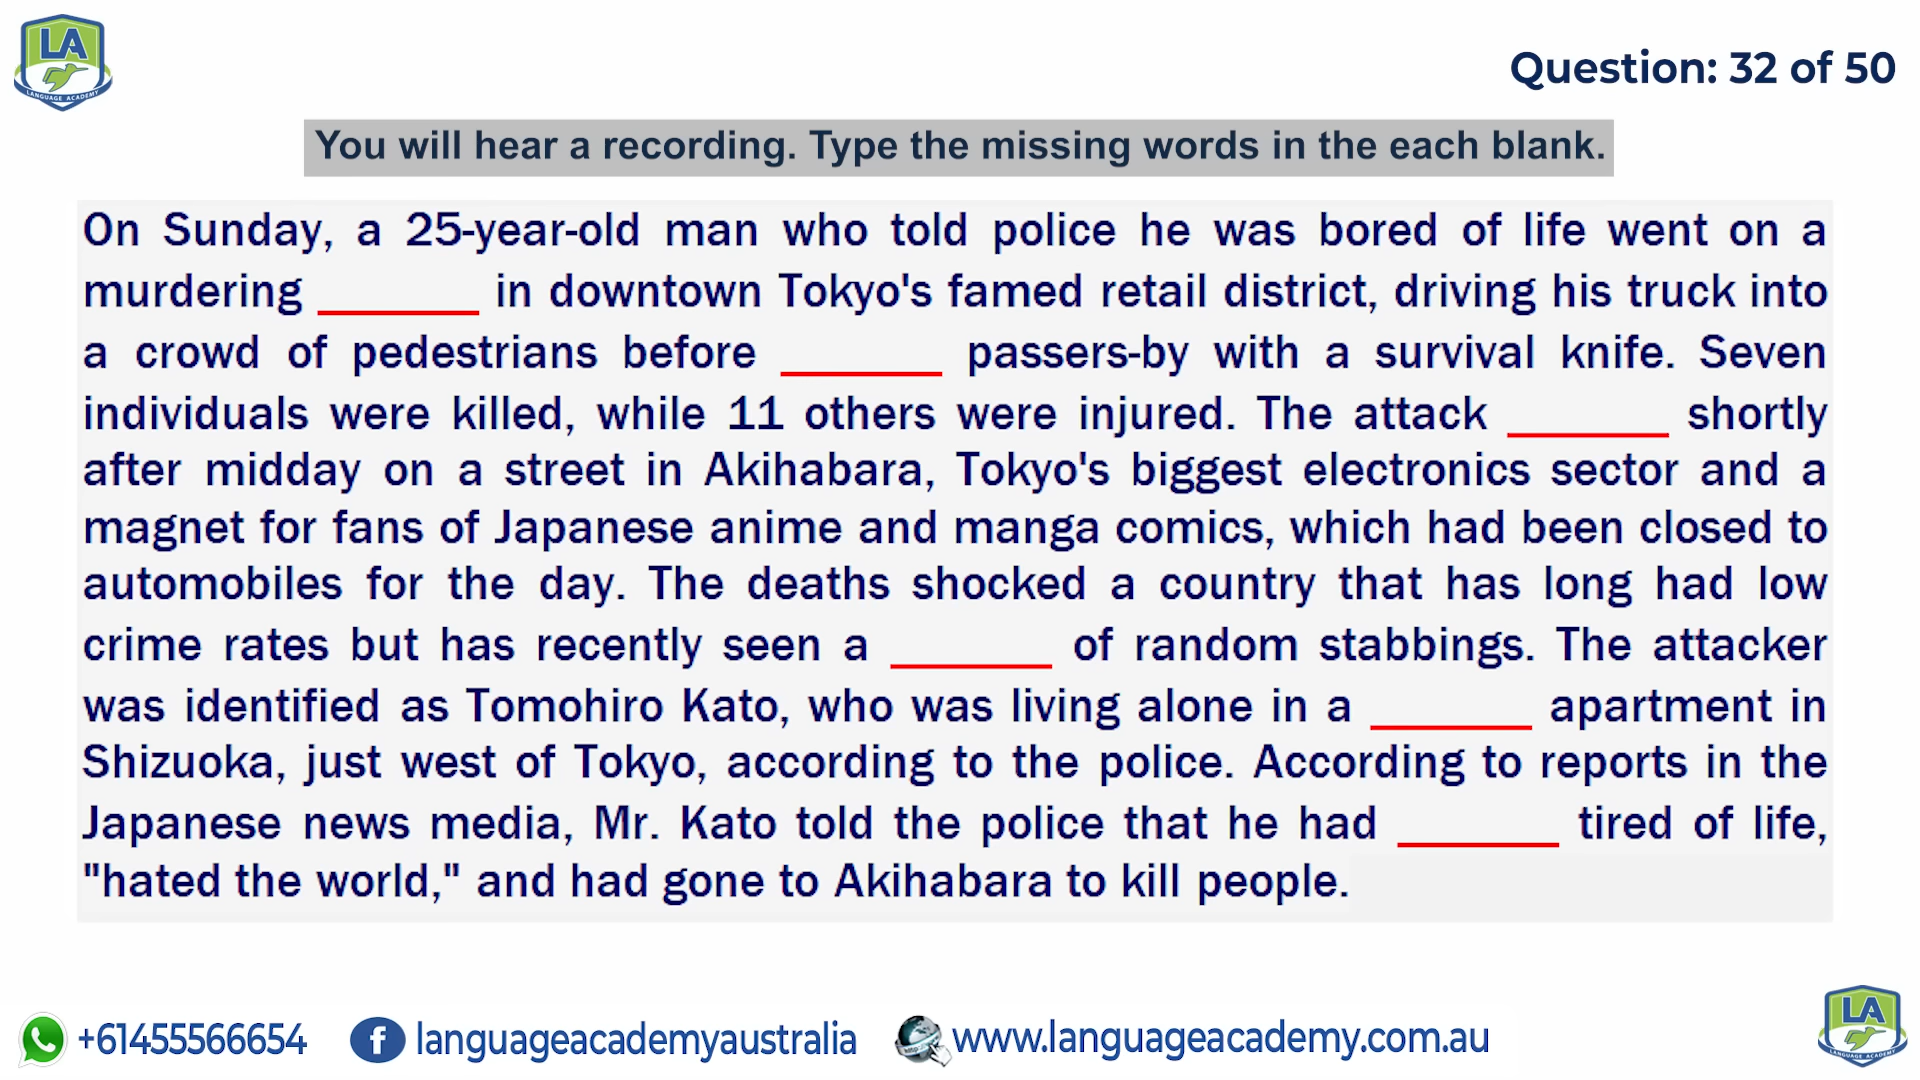 LA
LANGUAGE ACADEMY
Question: 32 of 50
You will hear a recording. Type the missing words in the each blank.
On Sunday, a 25-year-old man who told police he was bored of life went on a
murdering ________ in downtown Tokyo's famed retail district, driving his truck into
a crowd of pedestrians before ________ passers-by with a survival knife. Seven
individuals were killed, while 11 others were injured. The attack ________ shortly
after midday on a street in Akihabara, Tokyo's biggest electronics sector and a
magnet for fans of Japanese anime and manga comics, which had been closed to
automobiles for the day. The deaths shocked a country that has long had low
crime rates but has recently seen a ________ of random stabbings. The attacker
was identified as Tomohiro Kato, who was living alone in a ________ apartment in
Shizuoka, just west of Tokyo, according to the police. According to reports in the
Japanese news media, Mr. Kato told the police that he had ________ tired of life,
"hated the world," and had gone to Akihabara to kill people.
+61455566654 f languageacademyaustralia http:// www.languageacademy.com.au
LA
LANGUAGE ACADEMY